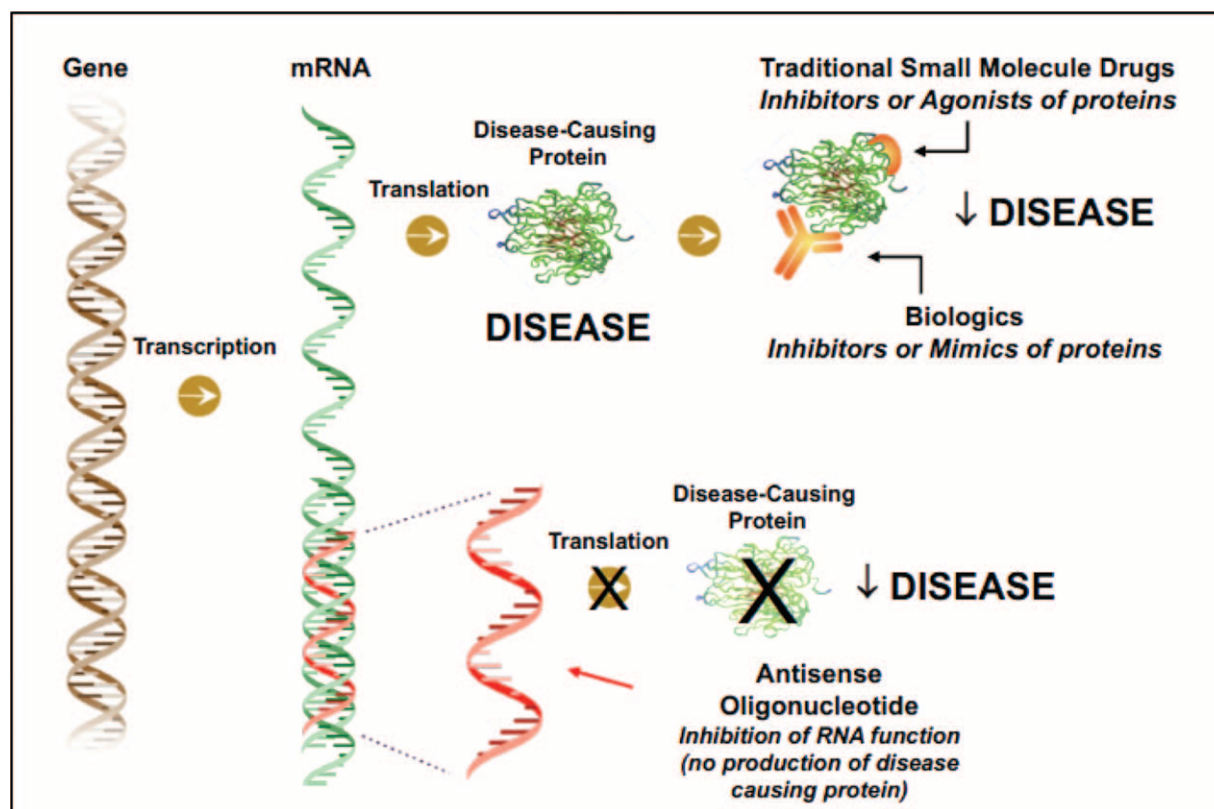 Gene
mRNA
Transcription
Translation
Disease-Causing
Protein
DISEASE
Traditional Small Molecule Drugs
Inhibitors or Agonists of proteins
↓ DISEASE
Biologics
Inhibitors or Mimics of proteins
Translation
X
Disease-Causing
Protein
X
↓ DISEASE
Antisense
Oligonucleotide
Inhibition of RNA function
(no production of disease
causing protein)